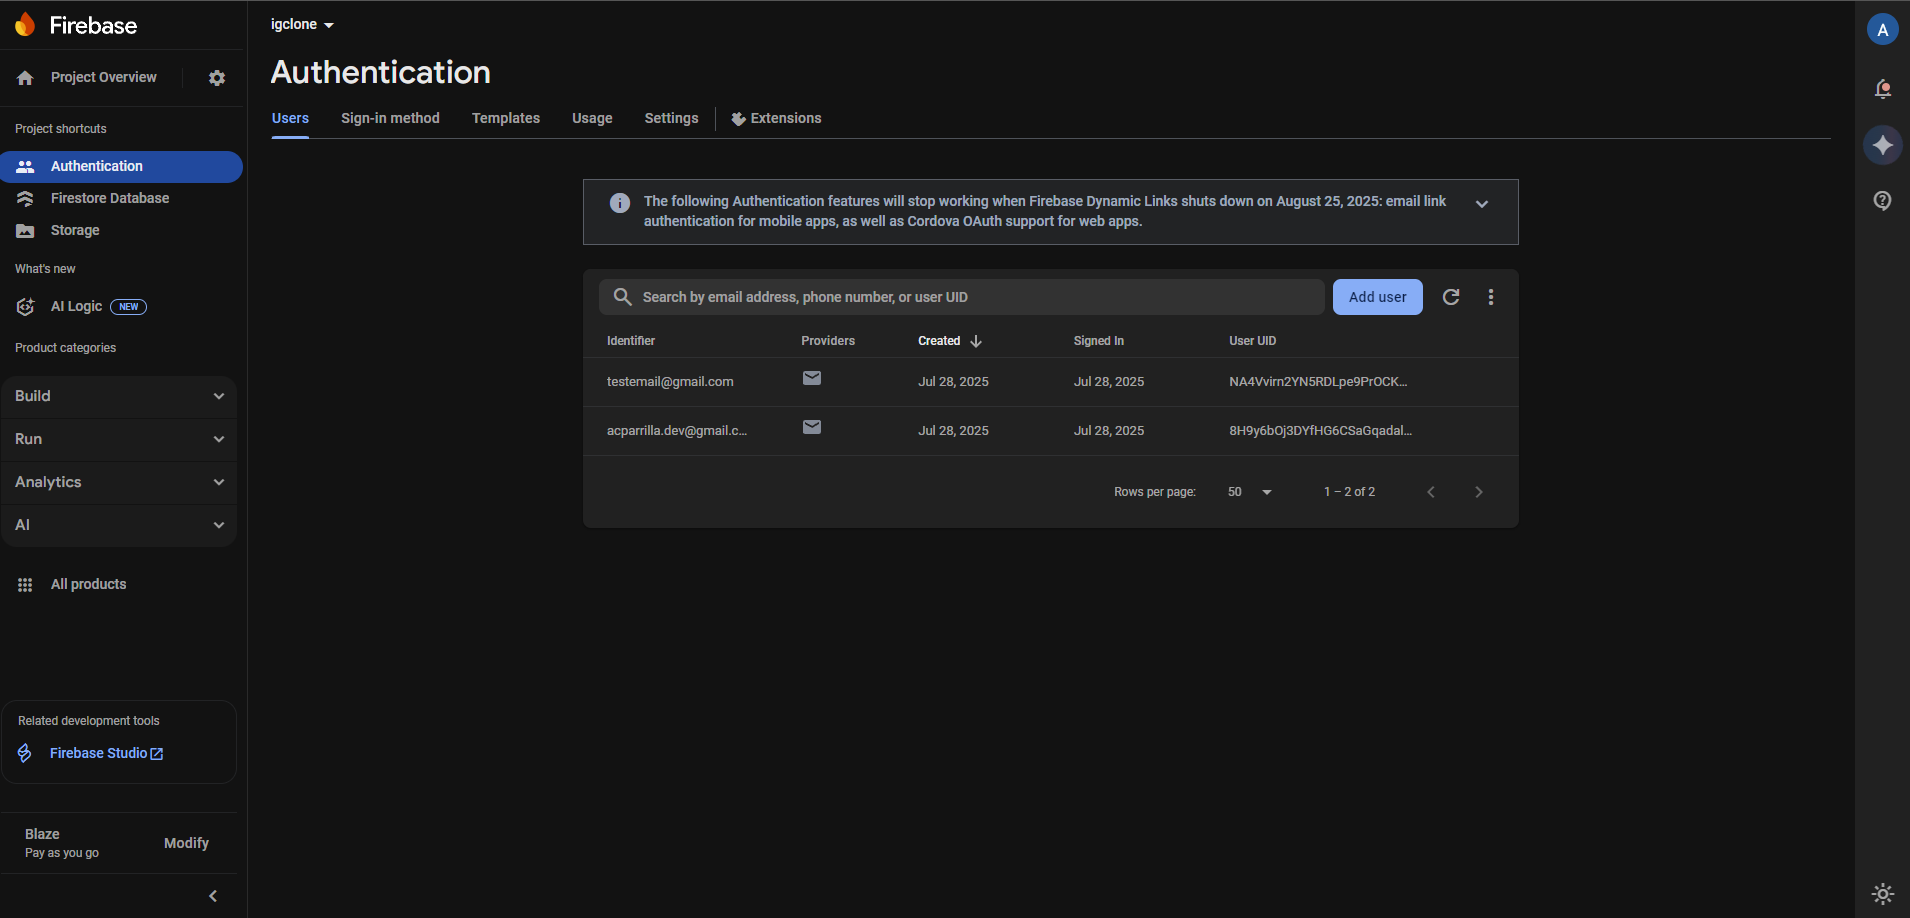 Firebase
Project Overview
Project shortcuts
Authentication
Firestore Database
Storage
What's new
AI Logic NEW
Product categories
Build
Run
Analytics
AI
All products
Related development tools
Firebase Studio
Blaze
Pay as you go
Modify
igclone
Authentication
Users Sign-in method Templates Usage Settings Extensions
The following Authentication features will stop working when Firebase Dynamic Links shuts down on August 25, 2025: email link
authentication for mobile apps, as well as Cordova OAuth support for web apps.
Search by email address, phone number, or user UID
Add user
Identifier Providers Created Signed In User UID
testemail@gmail.com Jul 28, 2025 Jul 28, 2025 NA4Vvirn2YN5RDLpe9PrOCK...
acparrilla.dev@gmail.c... Jul 28, 2025 Jul 28, 2025 8H9y6bOj3DYfHG6CSaGqadal...
Rows per page: 50 1 – 2 of 2
A